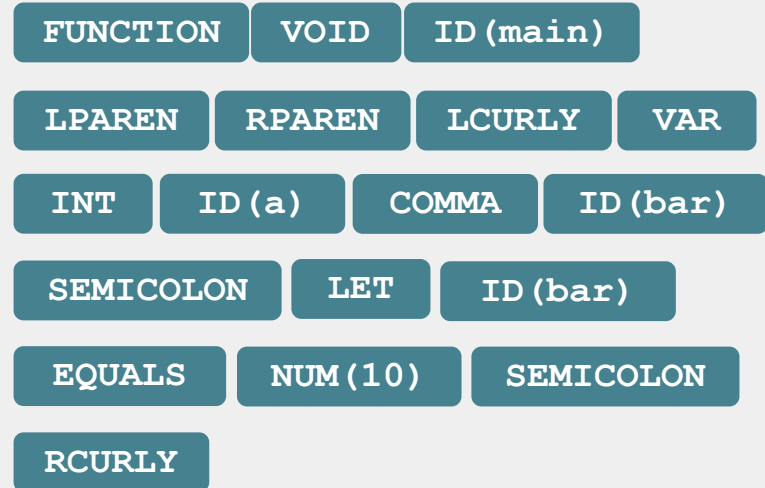 FUNCTION VOID ID(main)
LPAREN RPAREN LCURLY VAR
INT ID(a) COMMA ID(bar)
SEMICOLON LET ID(bar)
EQUALS NUM(10) SEMICOLON
RCURLY